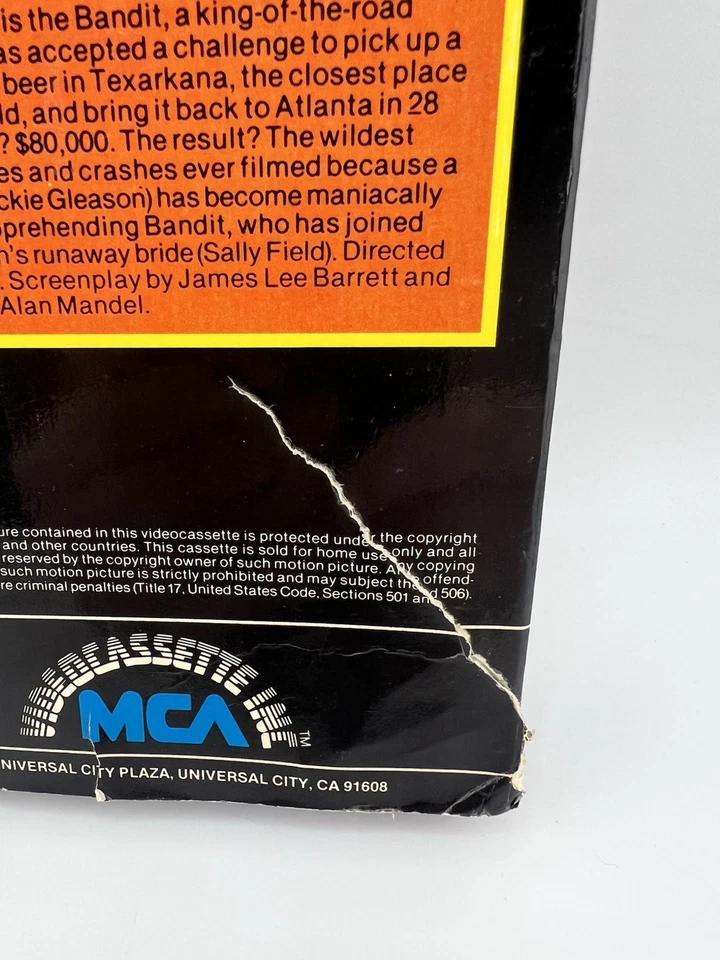 is the Bandit, a king-of-the-road
as accepted a challenge to pick up a
beer in Texarkana, the closest place
ld, and bring it back to Atlanta in 28
? $80,000. The result? The wildest
es and crashes ever filmed because a
ckie Gleason) has become maniacally
pprehending Bandit, who has joined
n's runaway bride (Sally Field). Directed
. Screenplay by James Lee Barrett and
Alan Mandel.
ure contained in this videocassette is protected under the copyright
and other countries. This cassette is sold for home use only and all
reserved by the copyright owner of such motion picture. Any copying
such motion picture is strictly prohibited and may subject the offend-
re criminal penalties (Title 17, United States Code, Sections 501 and 506).
VIDEOCASSETTE INC.
MCA
TM
NIVERSAL CITY PLAZA, UNIVERSAL CITY, CA 91608